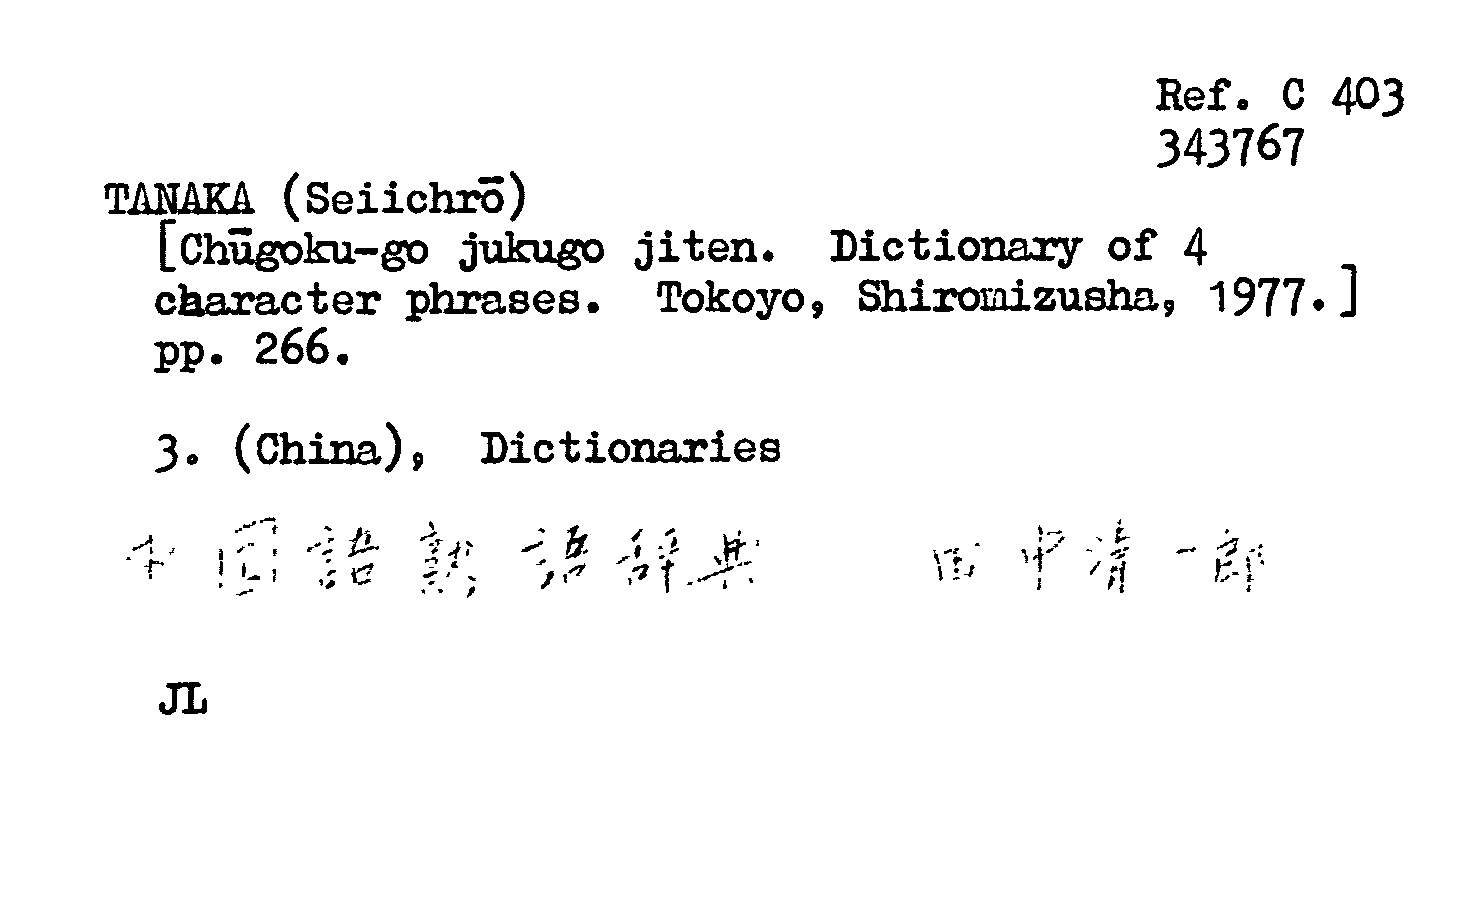 Ref. C 403
343767
TANAKA (Seiichrō)
[Chūgoku-go jukugo jiten. Dictionary of 4
character phrases. Tokoyo, Shiromizusha, 1977.]
pp. 266.
3. (China), Dictionaries
中国語熟語辞典 田中清一郎
JL